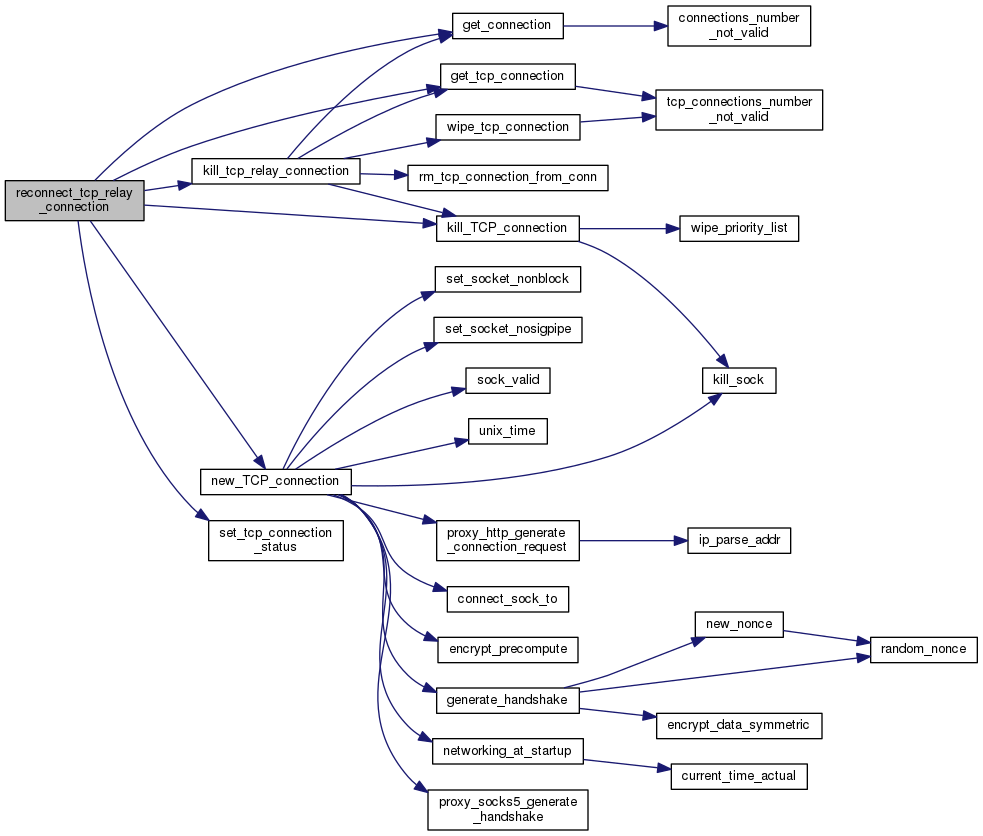 get_connection
connections_number
_not_valid
get_tcp_connection
tcp_connections_number
_not_valid
wipe_tcp_connection
kill_tcp_relay_connection
rm_tcp_connection_from_conn
reconnect_tcp_relay
_connection
kill_TCP_connection
wipe_priority_list
set_socket_nonblock
set_socket_nosigpipe
sock_valid
kill_sock
unix_time
new_TCP_connection
set_tcp_connection
_status
proxy_http_generate
_connection_request
ip_parse_addr
connect_sock_to
new_nonce
encrypt_precompute
random_nonce
generate_handshake
encrypt_data_symmetric
networking_at_startup
current_time_actual
proxy_socks5_generate
_handshake